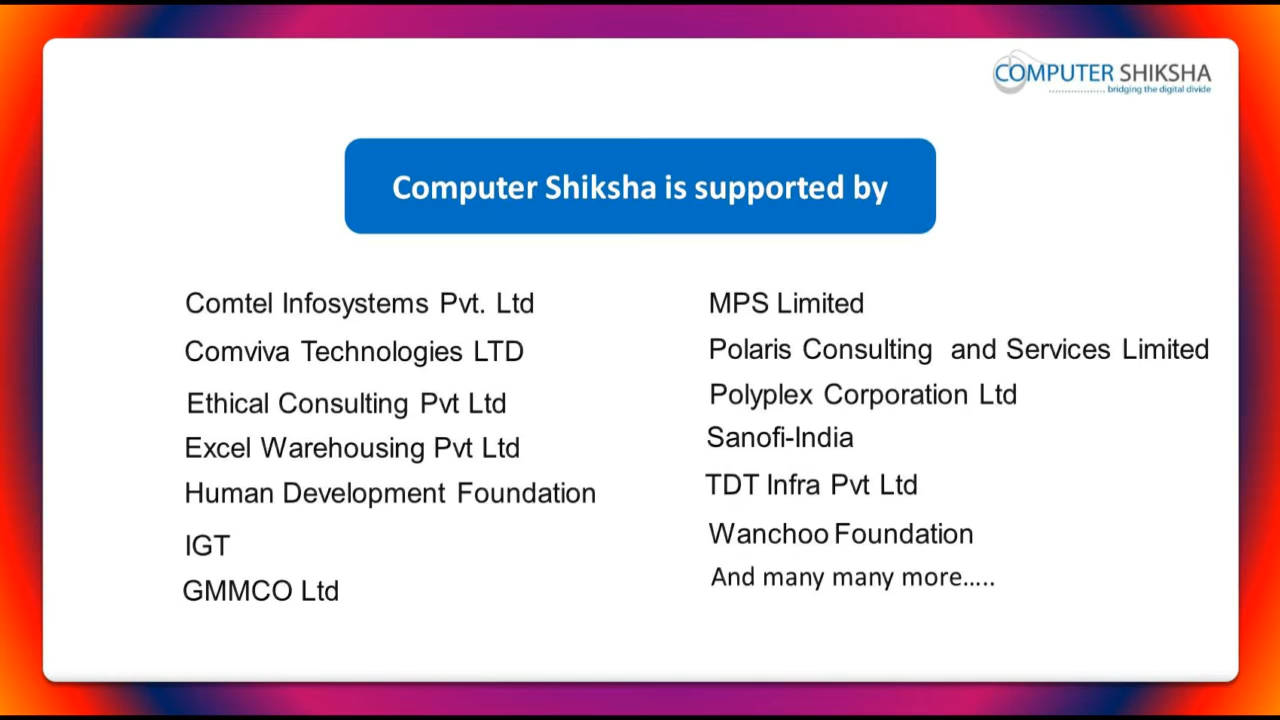 COMPUTER SHIKSHA
bridging the digital divide
Computer Shiksha is supported by
Comtel Infosystems Pvt. Ltd
Comviva Technologies LTD
Ethical Consulting Pvt Ltd
Excel Warehousing Pvt Ltd
Human Development Foundation
IGT
GMMCO Ltd
MPS Limited
Polaris Consulting and Services Limited
Polyplex Corporation Ltd
Sanofi-India
TDT Infra Pvt Ltd
Wanchoo Foundation
And many many more.....